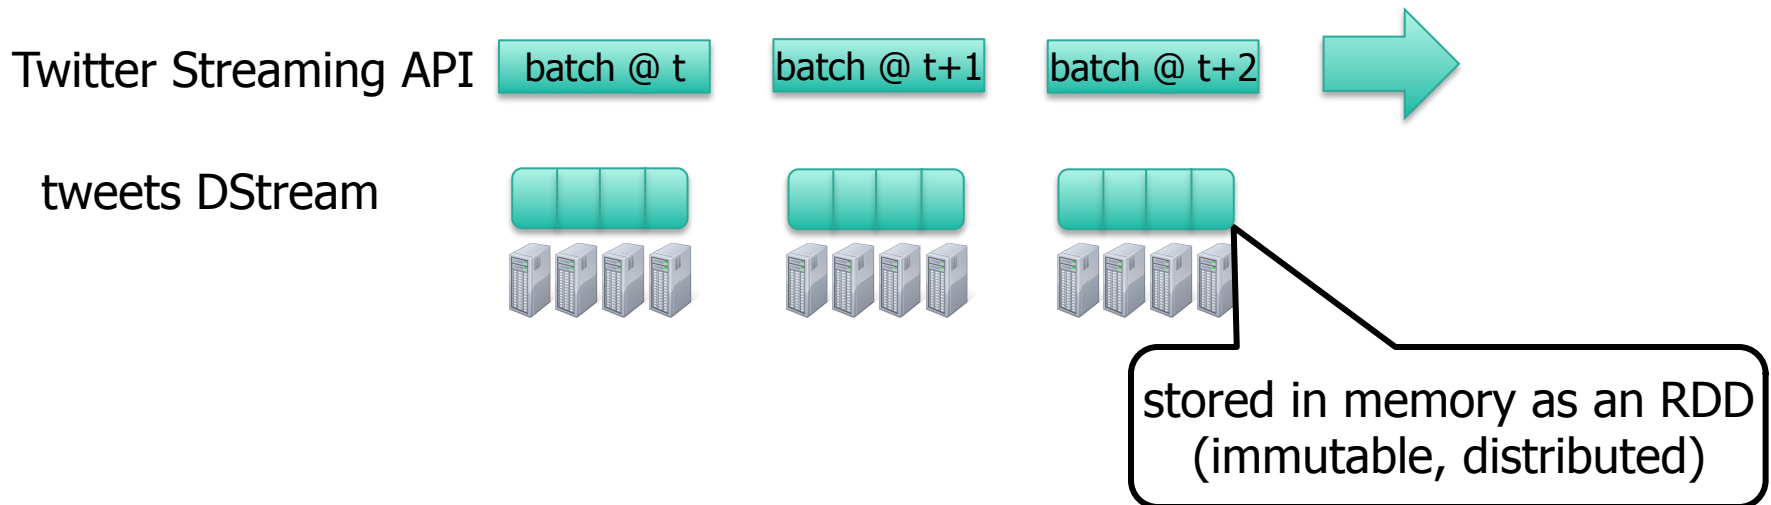 Twitter Streaming API
batch @ t
batch @ t+1
batch @ t+2
tweets DStream
stored in memory as an RDD
(immutable, distributed)